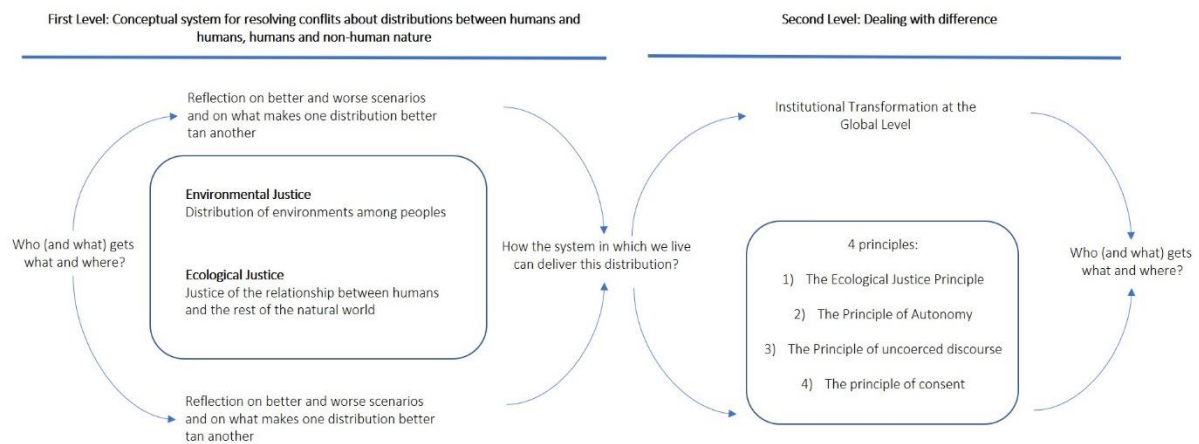 First Level: Conceptual system for resolving conflicts about distributions between humans and
humans, humans and non-human nature
Second Level: Dealing with difference
Reflection on better and worse scenarios
and on what makes one distribution better
tan another
Environmental Justice
Distribution of environments among peoples
Ecological Justice
Justice of the relationship between humans
and the rest of the natural world
Who (and what) gets
what and where?
Reflection on better and worse scenarios
and on what makes one distribution better
tan another
How the system in which we live
can deliver this distribution?
Institutional Transformation at the
Global Level
4 principles:
1) The Ecological Justice Principle
2) The Principle of Autonomy
3) The Principle of uncoerced discourse
4) The principle of consent
Who (and what) gets
what and where?